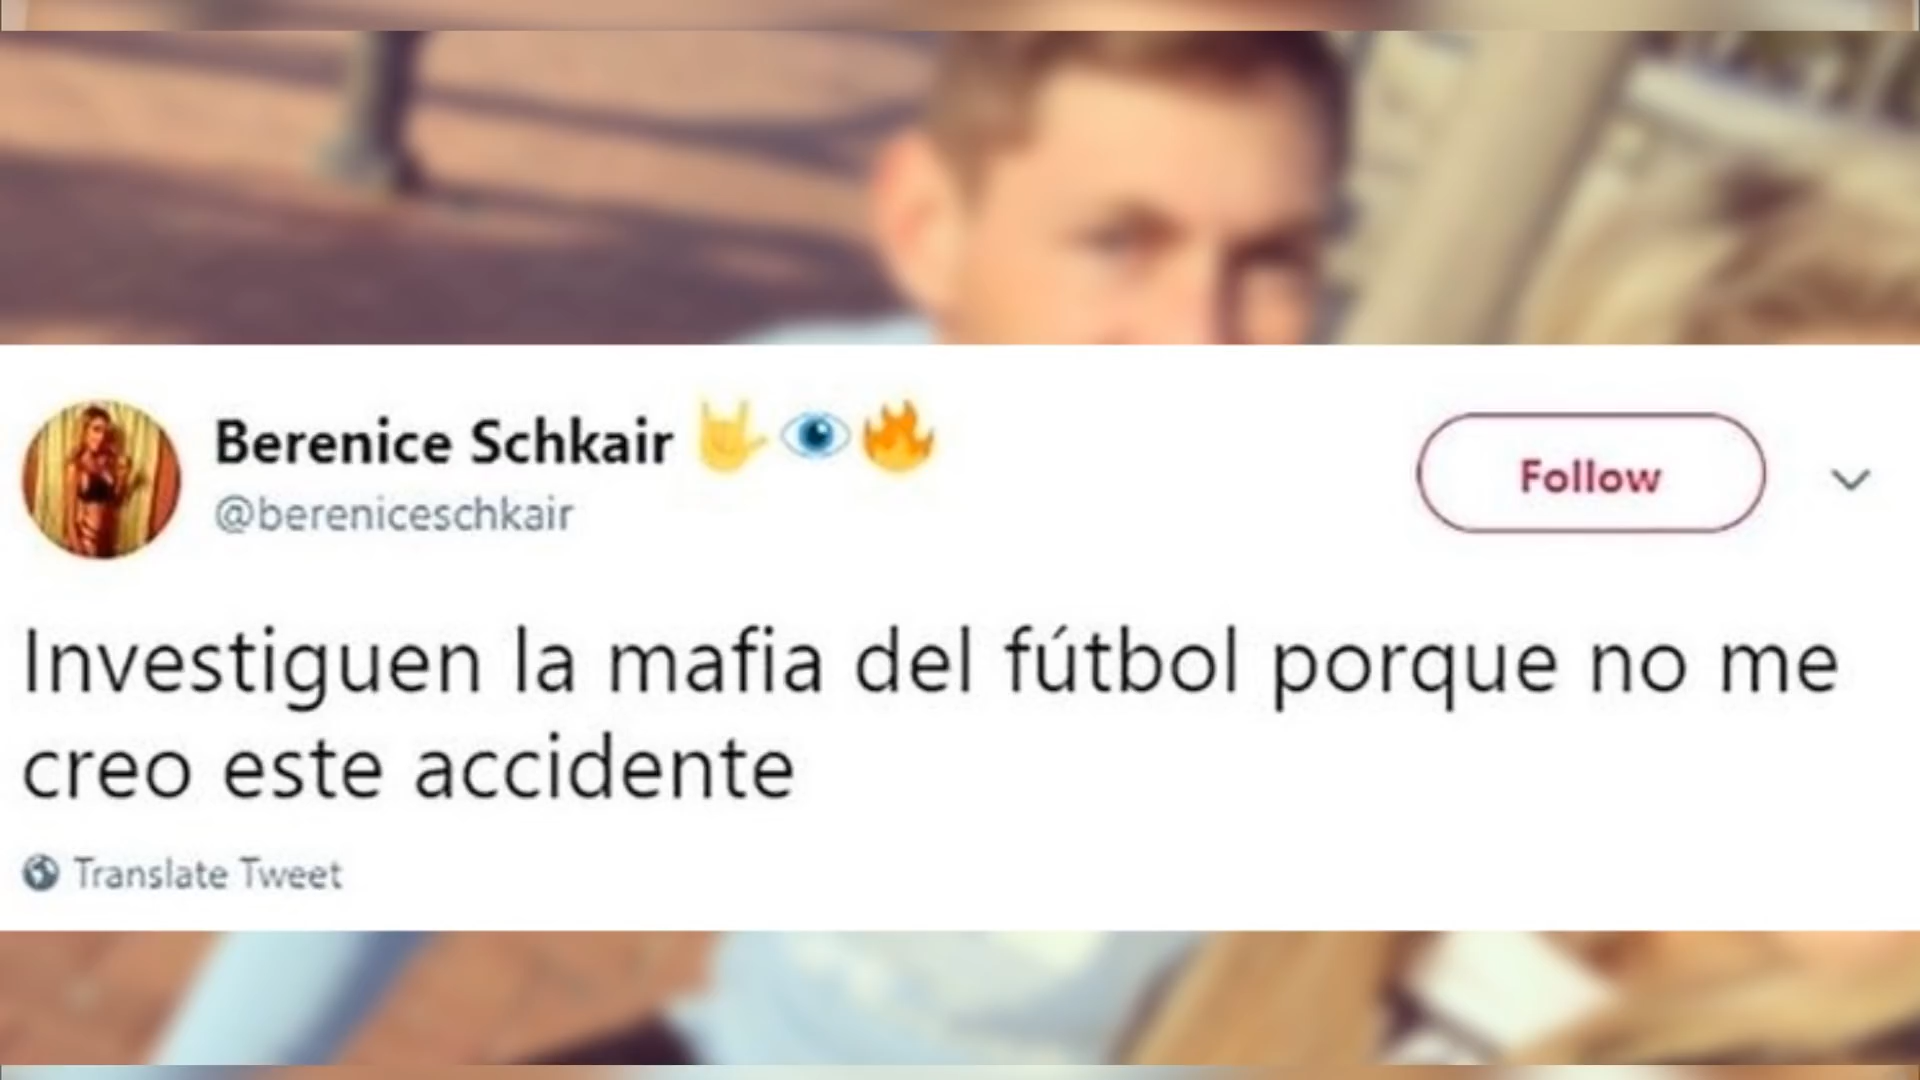 Berenice Schkair 🤟👁🔥
@bereniceschkair
Follow
Investiguen la mafia del fútbol porque no me
creo este accidente
Translate Tweet